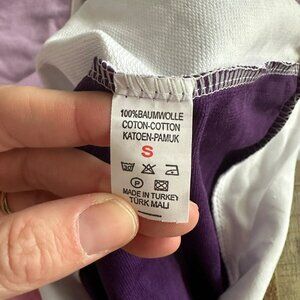 100%BAUMWOLLE
COTON-COTTON
KATOEN-PAMUK
S
P
MADE IN TURKEY
TÜRK MALI